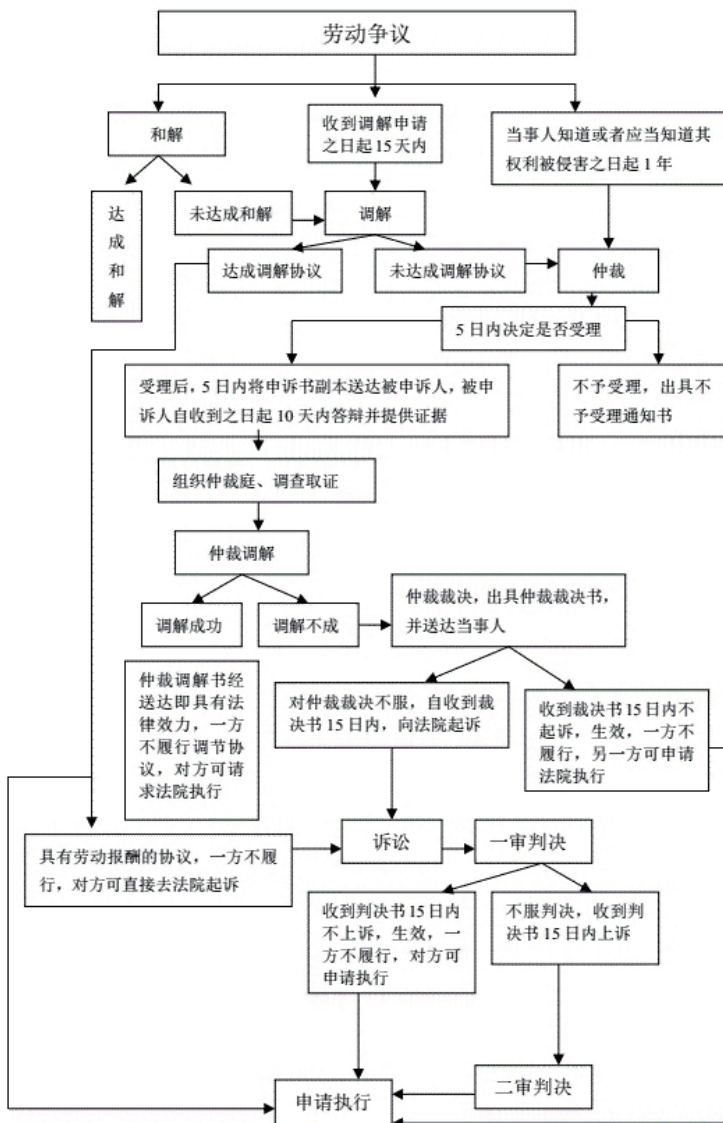 劳动争议
和解
收到调解申请
之日起 15 天内
当事人知道或者应当知道其
权利被侵害之日起 1 年
达
成
和
解
未达成和解
调解
达成调解协议
未达成调解协议
仲裁
5 日内决定是否受理
受理后，5 日内将申诉书副本送达被申诉人，被申
诉人自收到之日起 10 天内答辩并提供证据
不予受理，出具不
予受理通知书
组织仲裁庭、调查取证
仲裁调解
调解成功
调解不成
仲裁裁决，出具仲裁裁决书，
并送达当事人
仲裁调解书经
送达即具有法
律效力，一方
不履行调节协
议，对方可请
求法院执行
对仲裁裁决不服，自收到裁
决书 15 日内，向法院起诉
收到裁决书 15 日内不
起诉，生效，一方不
履行，另一方可申请
法院执行
具有劳动报酬的协议，一方不履
行，对方可直接去法院起诉
诉讼
一审判决
收到判决书 15 日内
不上诉，生效，一
方不履行，对方可
申请执行
不服判决，收到判
决书 15 日内上诉
二审判决
申请执行